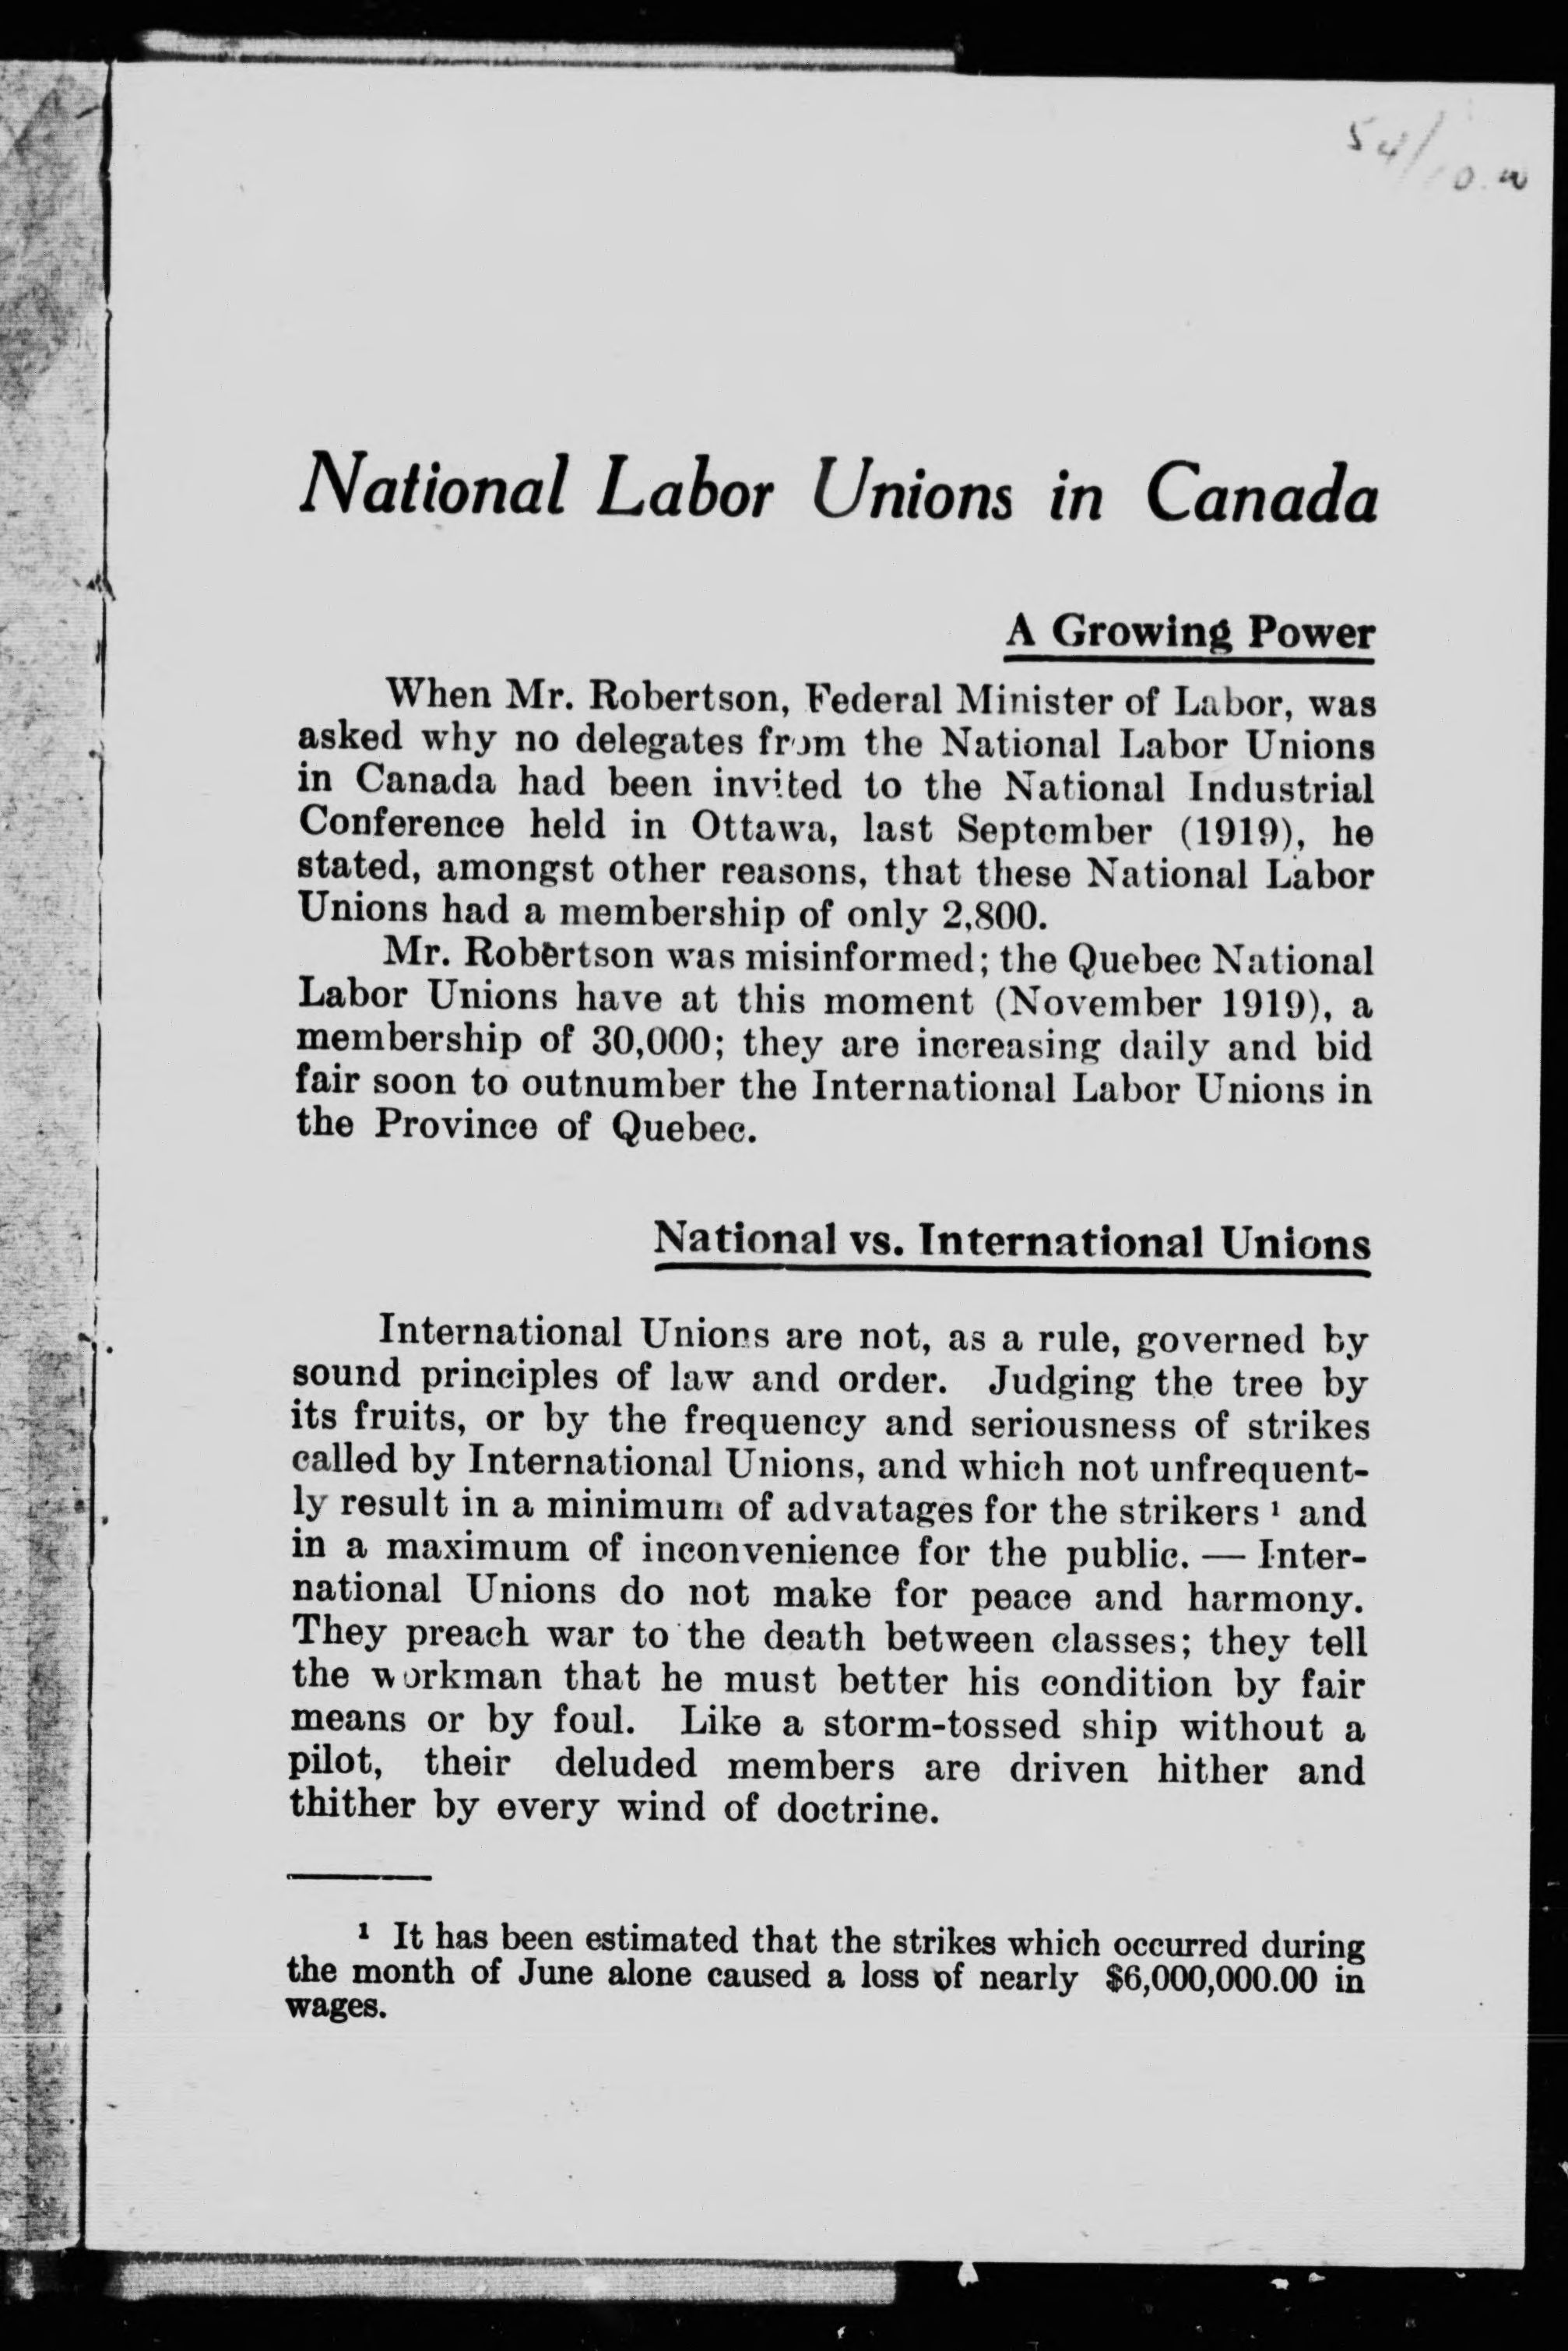 National Labor Unions in Canada
A Growing Power
When Mr. Robertson, Federal Minister of Labor, was
asked why no delegates from the National Labor Unions
in Canada had been invited to the National Industrial
Conference held in Ottawa, last September (1919), he
stated, amongst other reasons, that these National Labor
Unions had a membership of only 2,800.
Mr. Robertson was misinformed; the Quebec National
Labor Unions have at this moment (November 1919), a
membership of 30,000; they are increasing daily and bid
fair soon to outnumber the International Labor Unions in
the Province of Quebec.
National vs. International Unions
International Unions are not, as a rule, governed by
sound principles of law and order. Judging the tree by
its fruits, or by the frequency and seriousness of strikes
called by International Unions, and which not unfrequent-
ly result in a minimum of advatages for the strikers ¹ and
in a maximum of inconvenience for the public. — Inter-
national Unions do not make for peace and harmony.
They preach war to the death between classes; they tell
the workman that he must better his condition by fair
means or by foul. Like a storm-tossed ship without a
pilot, their deluded members are driven hither and
thither by every wind of doctrine.
¹ It has been estimated that the strikes which occurred during
the month of June alone caused a loss of nearly $6,000,000.00 in
wages.